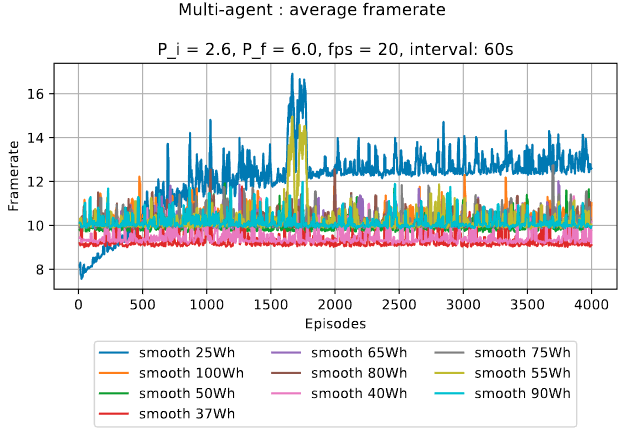 Multi-agent : average framerate
P_i = 2.6, P_f = 6.0, fps = 20, interval: 60s
Framerate
16
14
12
10
8
0 500 1000 1500 2000 2500 3000 3500 4000
Episodes
smooth 25Wh smooth 65Wh smooth 75Wh
smooth 100Wh smooth 80Wh smooth 55Wh
smooth 50Wh smooth 40Wh smooth 90Wh
smooth 37Wh